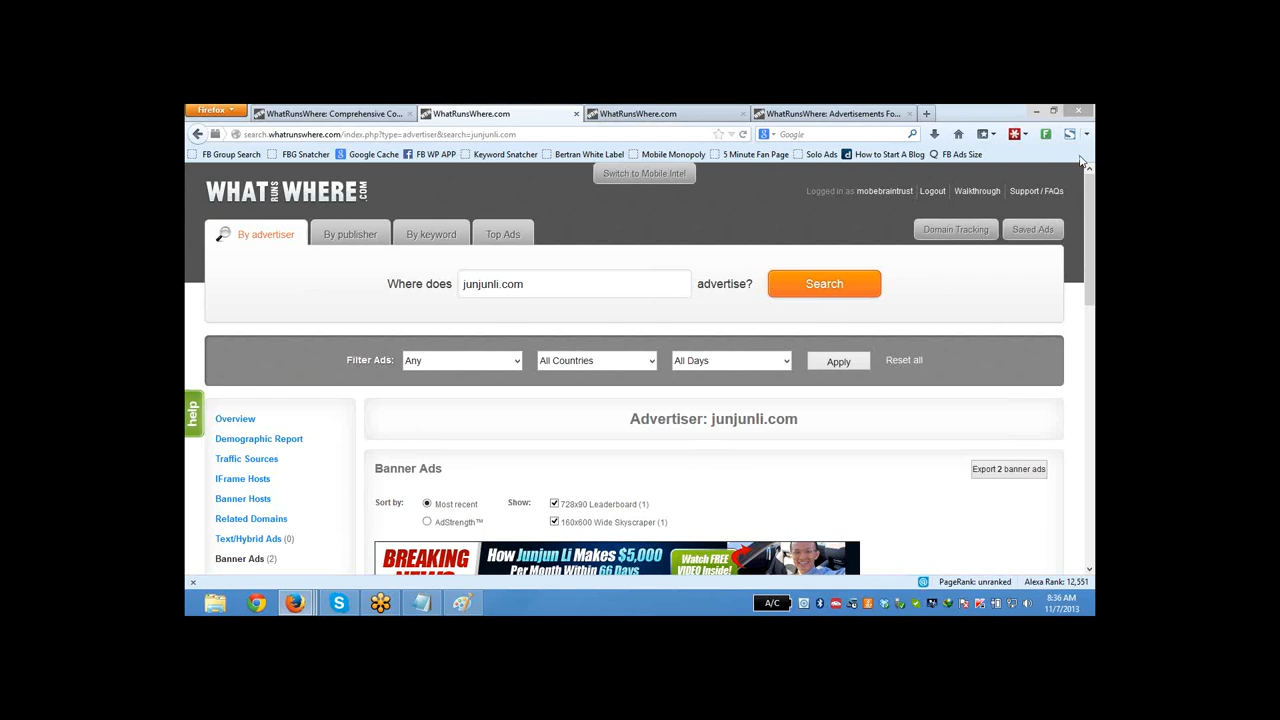 Firefox
WhatRunsWhere: Comprehensive Co...
WhatRunsWhere.com
WhatRunsWhere.com
WhatRunsWhere: Advertisements Fo...
search.whatrunswhere.com/index.php?type=advertiser&search=junjunli.com
Google
FB Group Search FBG Snatcher Google Cache FB WP APP Keyword Snatcher Bertran White Label Mobile Monopoly 5 Minute Fan Page Solo Ads How to Start A Blog FB Ads Size
Switch to Mobile Intel
WHAT RUNS WHERE .COM
Logged in as mobebraintrust Logout Walkthrough Support / FAQs
By advertiser By publisher By keyword Top Ads
Domain Tracking Saved Ads
Where does junjunli.com advertise? Search
Filter Ads: Any All Countries All Days Apply Reset all
help
Overview
Demographic Report
Traffic Sources
IFrame Hosts
Banner Hosts
Related Domains
Text/Hybrid Ads (0)
Banner Ads (2)
Advertiser: junjunli.com
Banner Ads
Export 2 banner ads
Sort by: Most recent Show: 728x90 Leaderboard (1)
AdStrength™ 160x600 Wide Skyscraper (1)
BREAKING
NEWS
How Junjun Li Makes $5,000
Per Month Within 66 Days
Watch FREE
VIDEO Inside!
PageRank: unranked Alexa Rank: 12,551
A/C
8:36 AM
11/7/2013